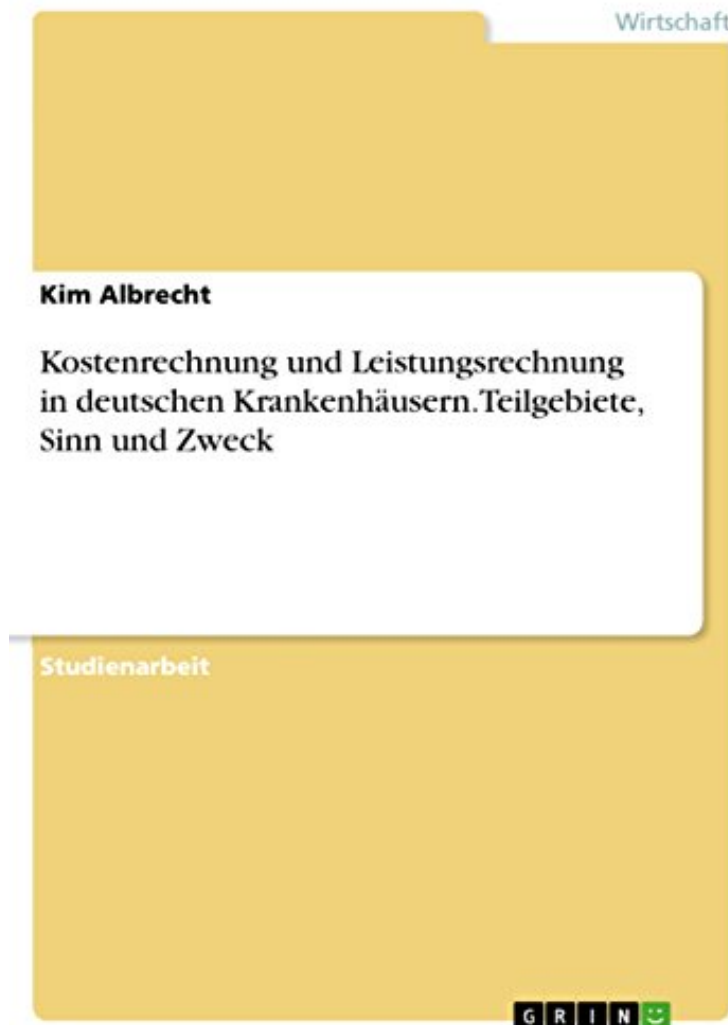 Wirtschaft
Kim Albrecht
Kostenrechnung und Leistungsrechnung
in deutschen Krankenhäusern. Teilgebiete,
Sinn und Zweck
Studienarbeit
GRIN